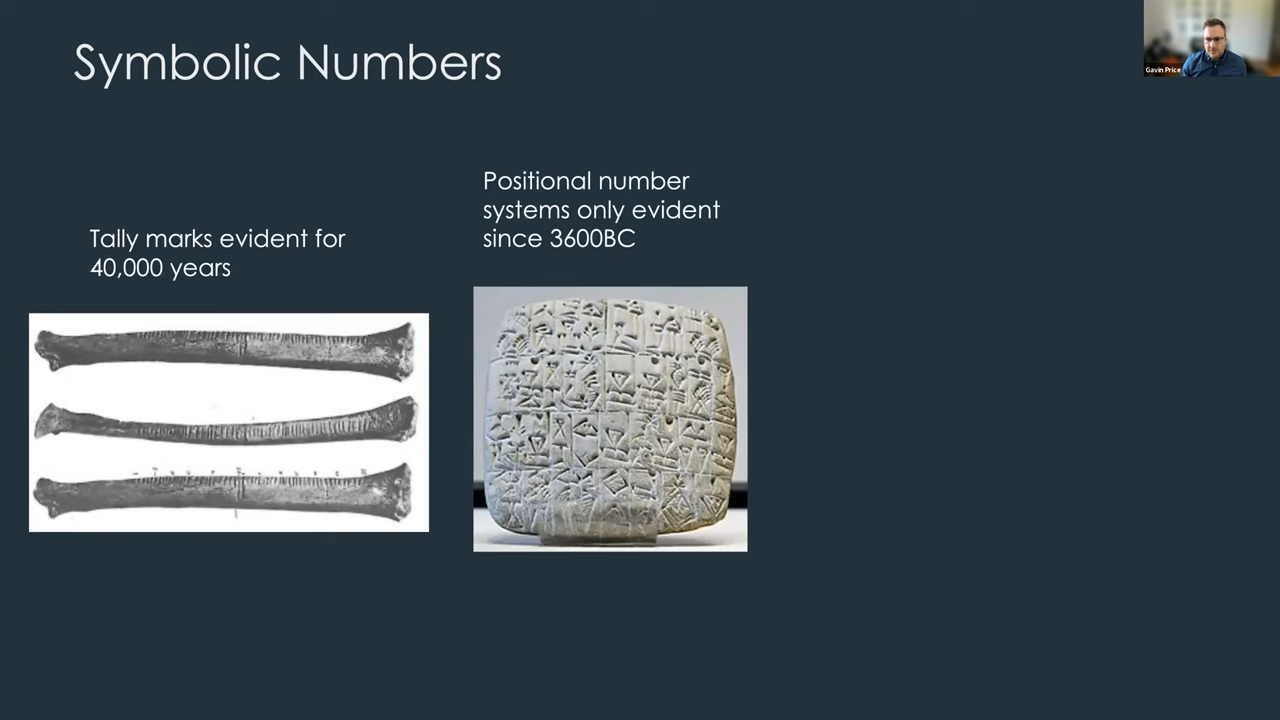 Symbolic Numbers
Gavin Price
Tally marks evident for
40,000 years
Positional number
systems only evident
since 3600BC